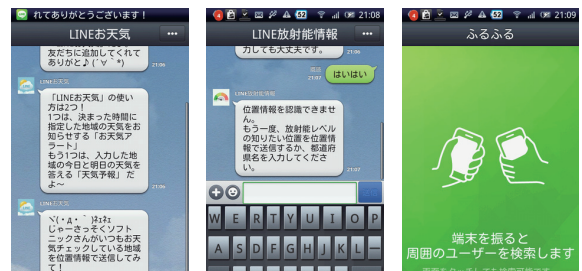 れてありがとうございます！
LINEお天気
友だちに追加してくれて
ありがと♪(´∀｀*)
21:06
LINEお天気
「LINEお天気」の使い
方は2つ！
1つは、決まった時間に
指定した地域の天気をお
知らせする「お天気ア
ラート」
もう1つは、入力した地
域の今日と明日の天気を
答える「天気予報」だ
よ～
21:06
LINEお天気
じゃーさっそくソフト
ニックさんがいつもお天
気チェックしている地域
を位置情報で送信してみ
て！
92
21:08
LINE放射能情報
力しても大丈夫です。
21:06
既読
21:07
はいはい
LINE放射能情報
位置情報を認識できませ
ん。
もう一度、放射能レベル
の知りたい位置を位置情
報で送信するか、都道府
県名を入力してくださ
い。
21:07
W E R T Y U I O P
A S D F G H J K L
92
21:09
ふるふる
端末を振ると
周囲のユーザーを検索します